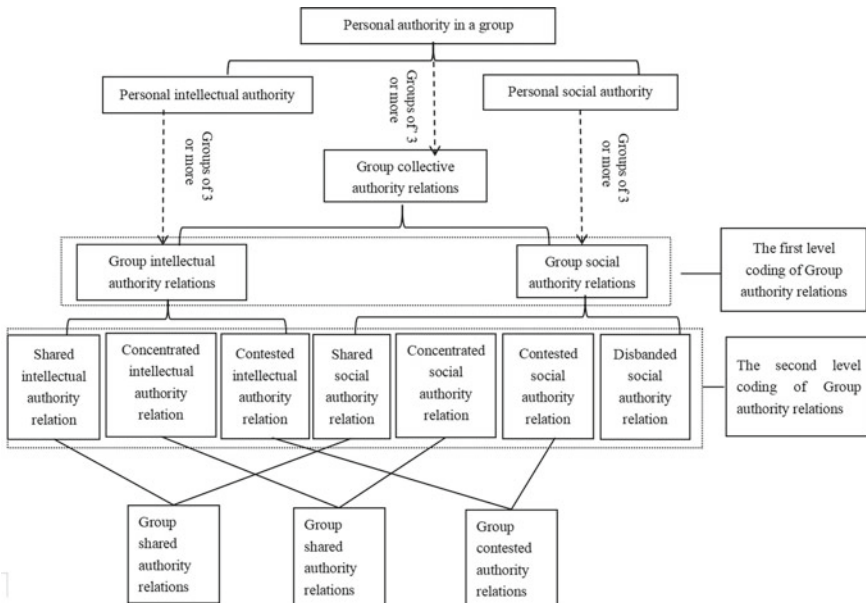 Personal authority in a group
Personal intellectual authority
Personal social authority
Groups of 3
or more
Groups of 3
or more
Groups of 3
or more
Group collective
authority relations
Group intellectual
authority relations
Group social
authority relations
The first level
coding of Group
authority relations
Shared
intellectual
authority
relation
Concentrated
intellectual
authority
relation
Contested
intellectual
authority
relation
Shared
social
authority
relation
Concentrated
social
authority
relation
Contested
social
authority
relation
Disbanded
social
authority
relation
The second level
coding of Group
authority relations
Group
shared
authority
relations
Group
shared
authority
relations
Group
contested
authority
relations